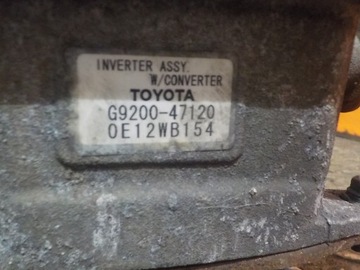 INVERTER ASSY.
W/CONVERTER
TOYOTA
G9200-47120
0E12WB154